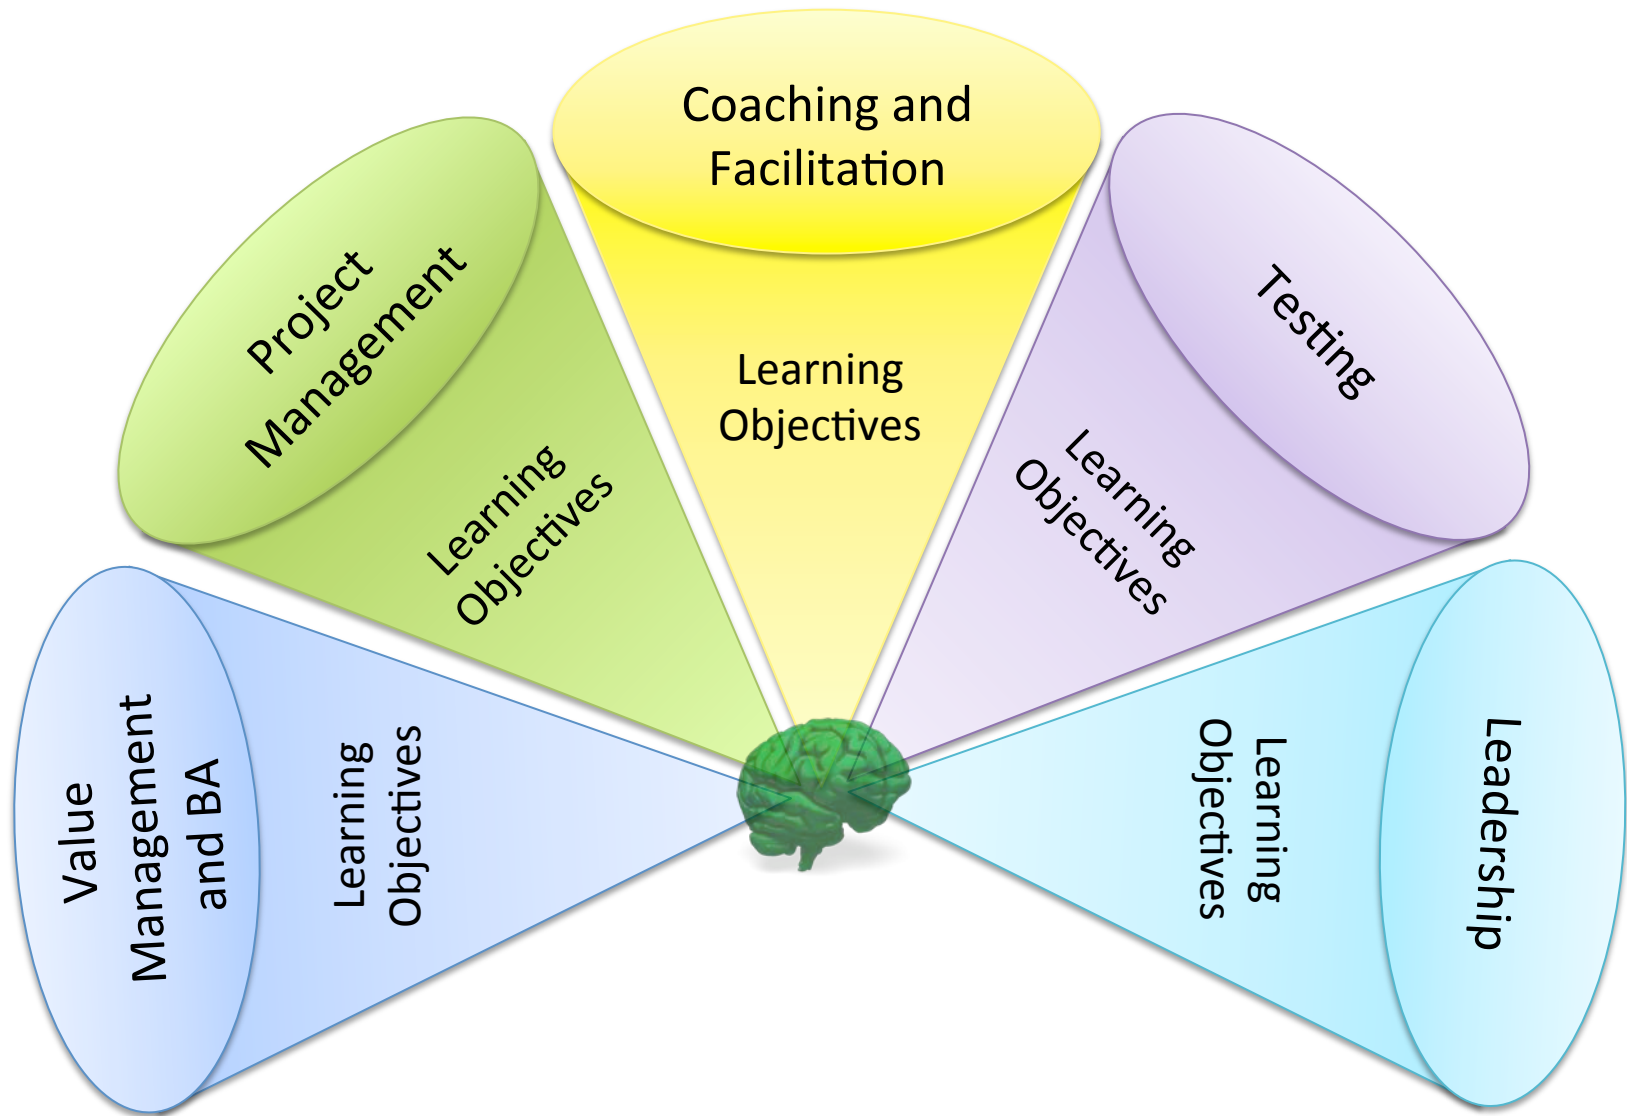 Coaching and
Facilitation
Learning
Objectives
Project
Management
Learning
Objectives
Testing
Learning
Objectives
Value
Management
and BA
Learning
Objectives
Leadership
Learning
Objectives